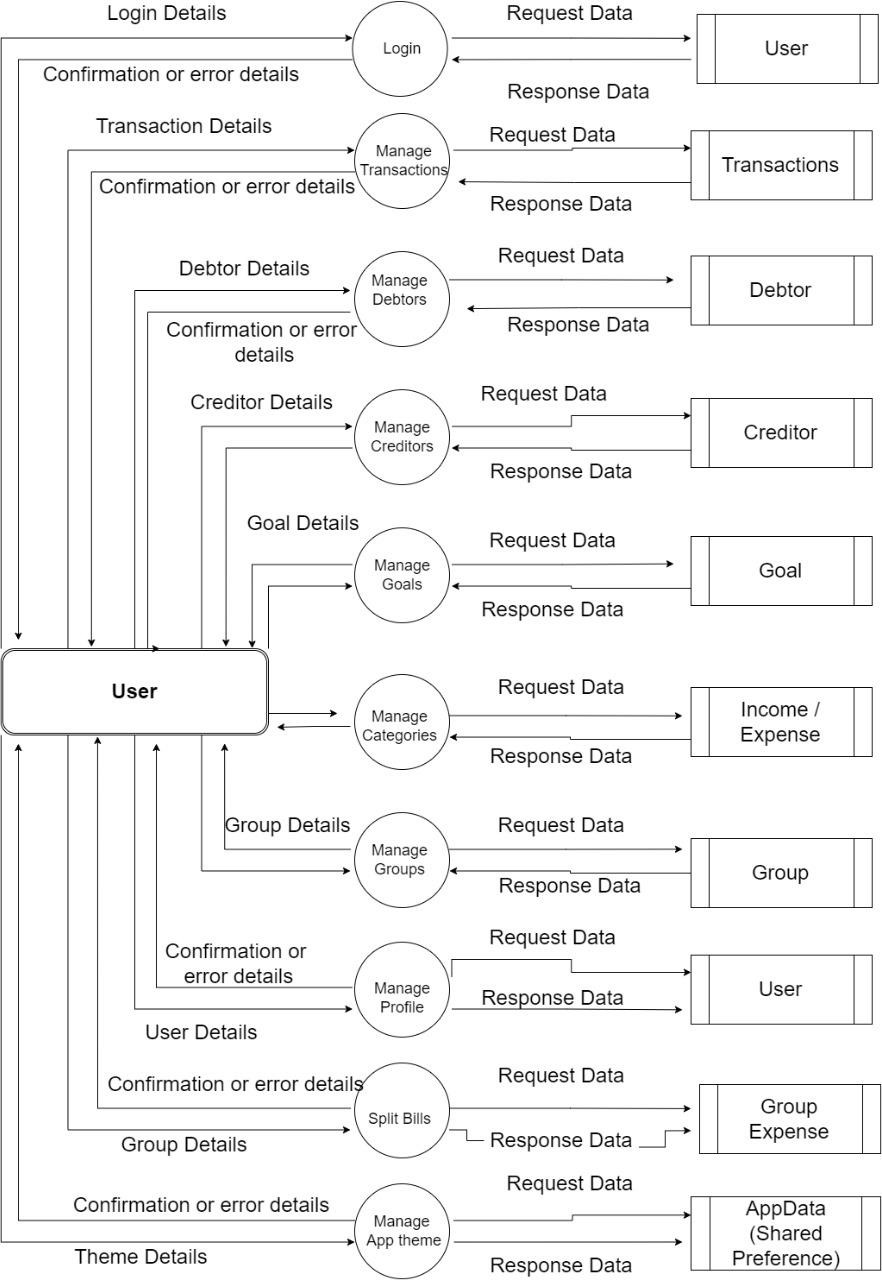 Login Details
Request Data
Login
User
Confirmation or error details
Response Data
Transaction Details
Request Data
Manage
Transactions
Transactions
Confirmation or error details
Response Data
Debtor Details
Request Data
Manage
Debtors
Debtor
Confirmation or error
details
Response Data
Creditor Details
Request Data
Manage
Creditors
Creditor
Response Data
Goal Details
Request Data
Manage
Goals
Goal
Response Data
User
Request Data
Manage
Categories
Income /
Expense
Response Data
Group Details
Request Data
Manage
Groups
Group
Response Data
Confirmation or
error details
Request Data
Manage
Profile
User
Response Data
User Details
Confirmation or error details
Request Data
Split Bills
Group
Expense
Group Details
Response Data
Confirmation or error details
Request Data
Manage
App theme
AppData
(Shared
Preference)
Theme Details
Response Data